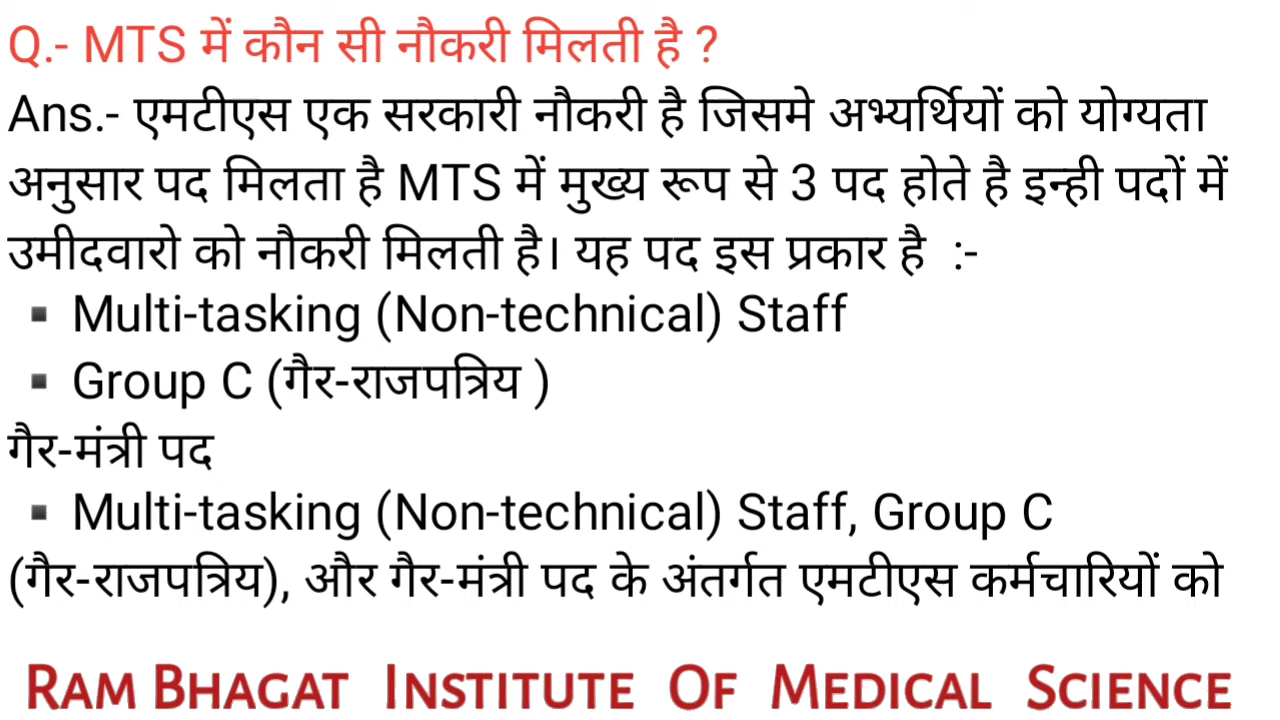 Q.- MTS में कौन सी नौकरी मिलती है ?
Ans.- एमटीएस एक सरकारी नौकरी है जिसमे अभ्यर्थियों को योग्यता
अनुसार पद मिलता है MTS में मुख्य रूप से 3 पद होते है इन्ही पदों में
उमीदवारो को नौकरी मिलती है। यह पद इस प्रकार है :-
▪ Multi-tasking (Non-technical) Staff
▪ Group C (गैर-राजपत्रिय )
गैर-मंत्री पद
▪ Multi-tasking (Non-technical) Staff, Group C
(गैर-राजपत्रिय), और गैर-मंत्री पद के अंतर्गत एमटीएस कर्मचारियों को
RAM BHAGAT INSTITUTE OF MEDICAL SCIENCE